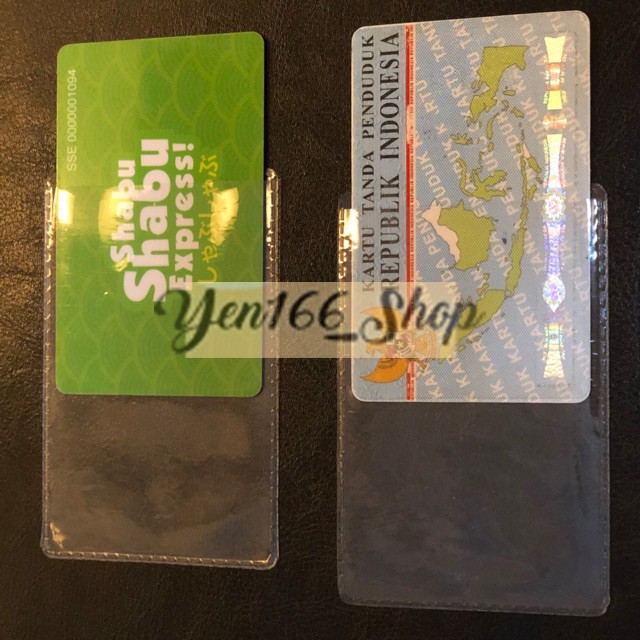 SSE 0000001094
Shabu
Shabu
Express!
しゃぶしゃぶ
KARTU TANDA PENDUDUK
REPUBLIK INDONESIA
Yen166_Shop